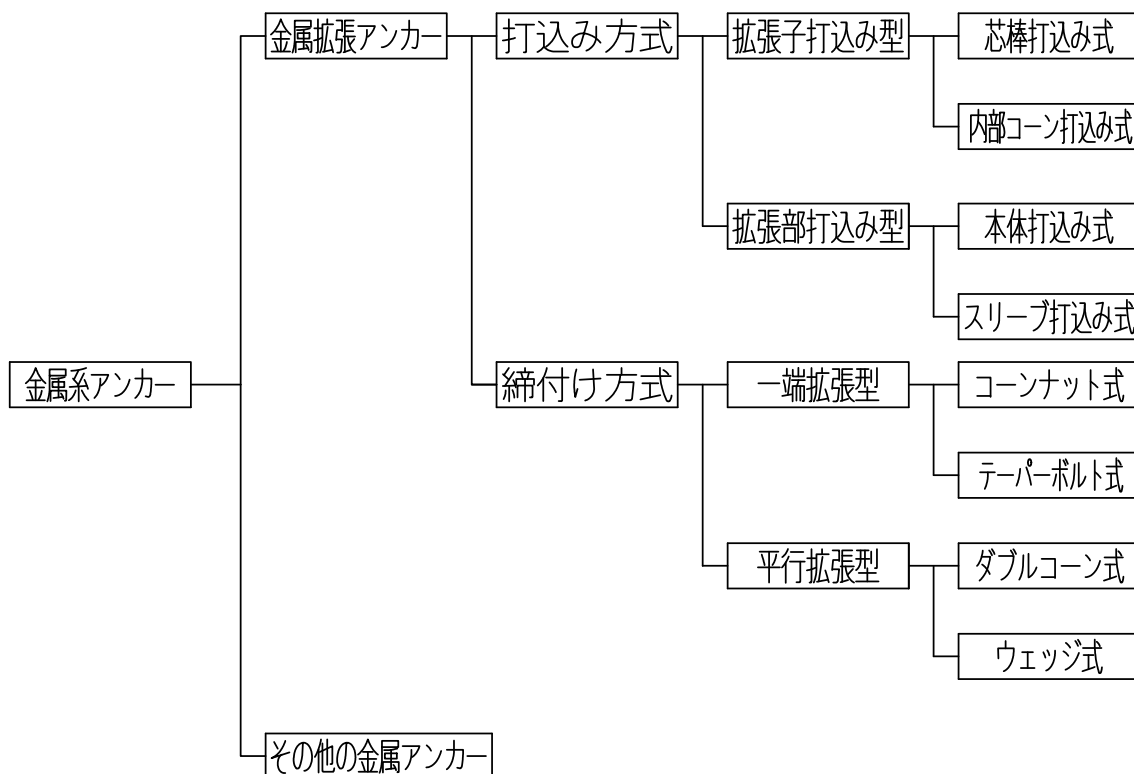 金属拡張アンカー
打込み方式
拡張子打込み型
芯棒打込み式
内部コーン打込み式
拡張部打込み型
本体打込み式
スリーブ打込み式
金属系アンカー
締付け方式
一端拡張型
コーンナット式
テーパーボルト式
平行拡張型
ダブルコーン式
ウェッジ式
その他の金属アンカー